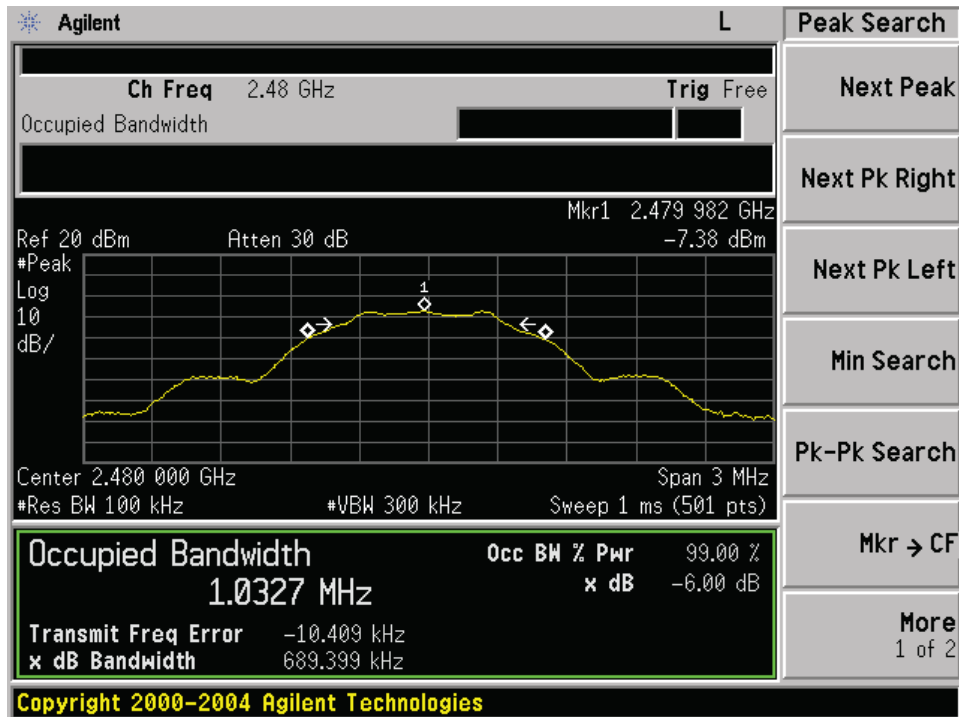 Agilent L Peak Search
Ch Freq 2.48 GHz Trig Free
Occupied Bandwidth
Mkr1 2.479 982 GHz
Ref 20 dBm Atten 30 dB -7.38 dBm
#Peak
Log
10
dB/
1
Center 2.480 000 GHz Span 3 MHz
#Res BW 100 kHz #VBW 300 kHz Sweep 1 ms (501 pts)
Occupied Bandwidth
1.0327 MHz
Occ BW % Pwr 99.00 %
x dB -6.00 dB
Transmit Freq Error -10.409 kHz
x dB Bandwidth 689.399 kHz
Next Peak
Next Pk Right
Next Pk Left
Min Search
Pk-Pk Search
Mkr → CF
More
1 of 2
Copyright 2000-2004 Agilent Technologies